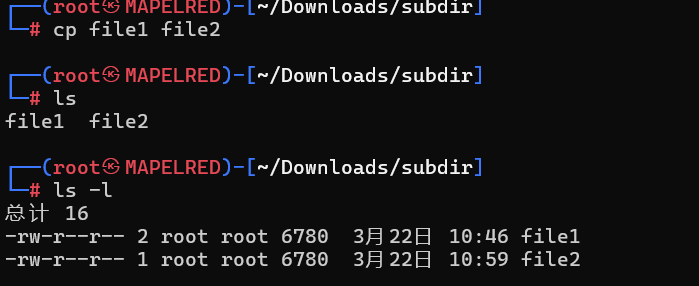 ┌──(root㉿MAPELRED)-[~/Downloads/subdir]
└─# cp file1 file2
┌──(root㉿MAPELRED)-[~/Downloads/subdir]
└─# ls
file1  file2
┌──(root㉿MAPELRED)-[~/Downloads/subdir]
└─# ls -l
总计 16
-rw-r--r-- 2 root root 6780  3月22日 10:46 file1
-rw-r--r-- 1 root root 6780  3月22日 10:59 file2